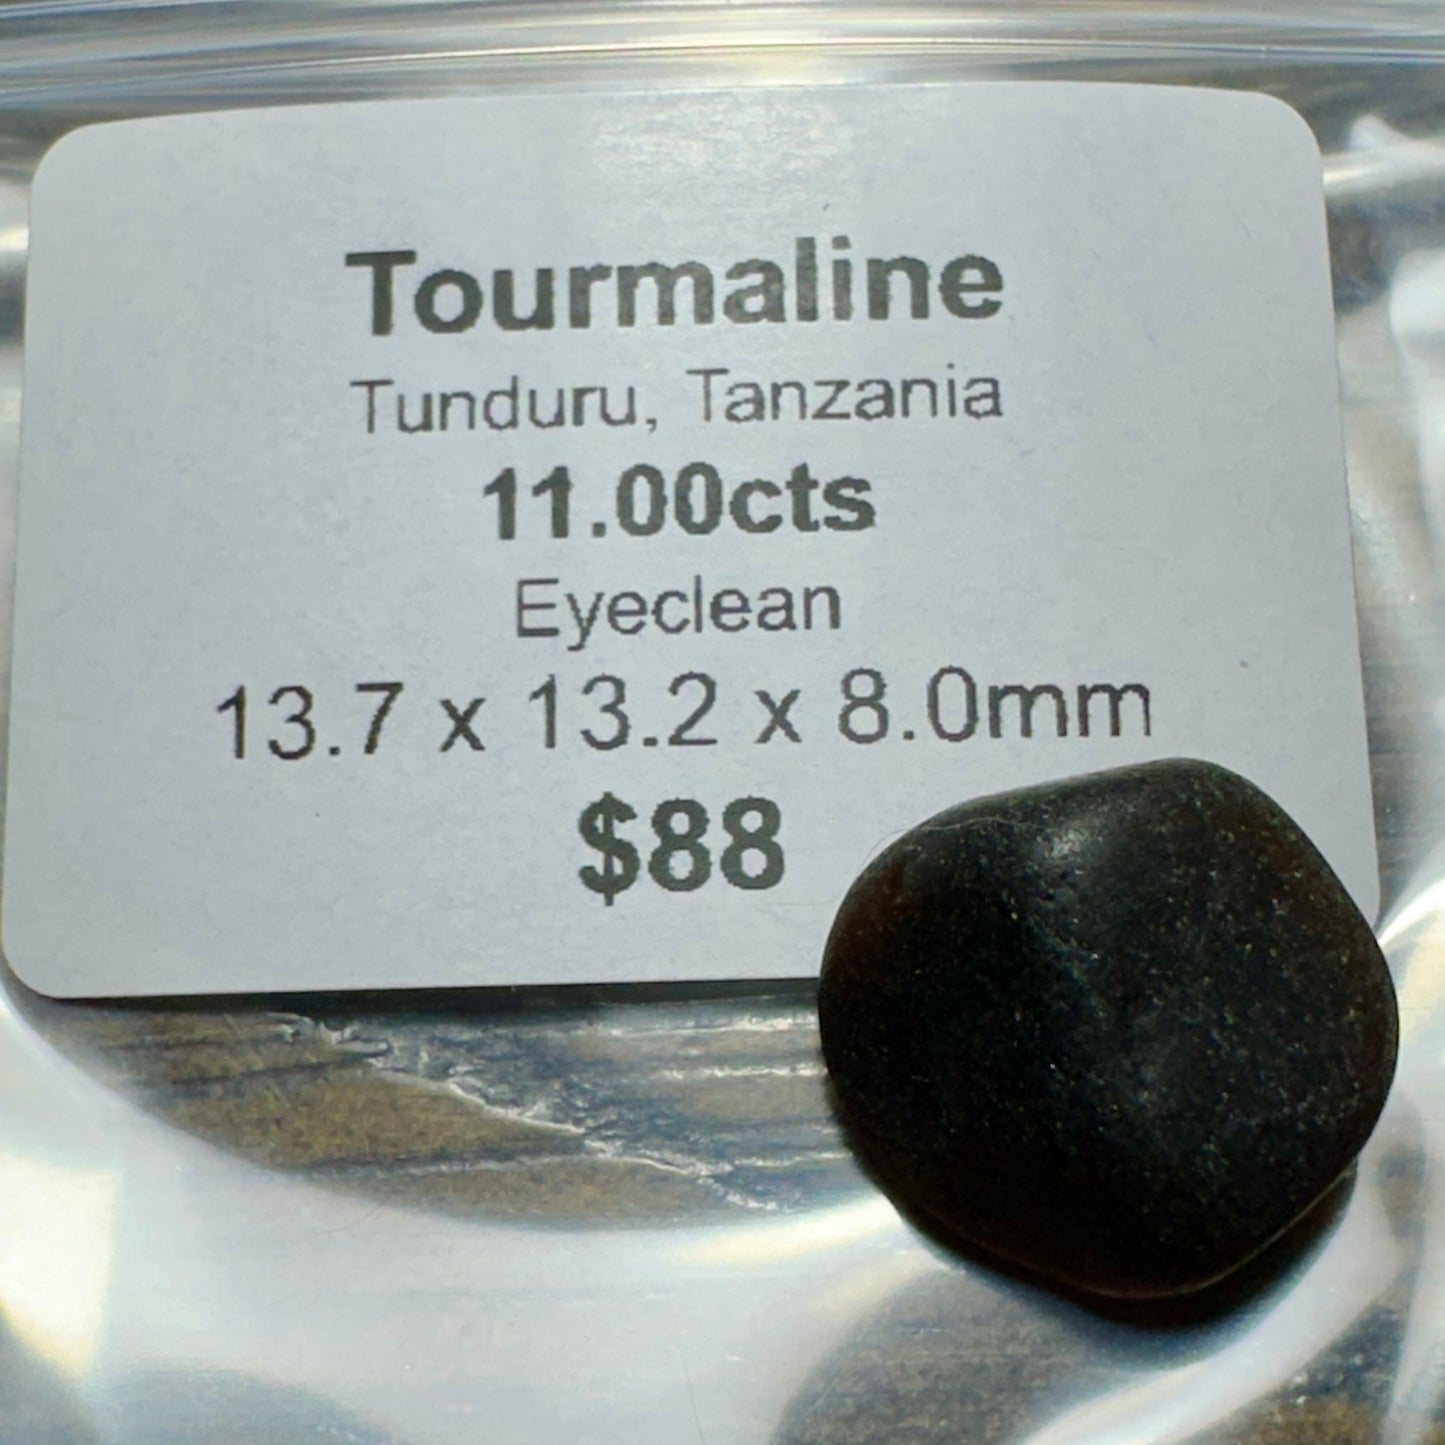 Tourmaline
Tunduru, Tanzania
11.00cts
Eyeclean
13.7 x 13.2 x 8.0mm
$88